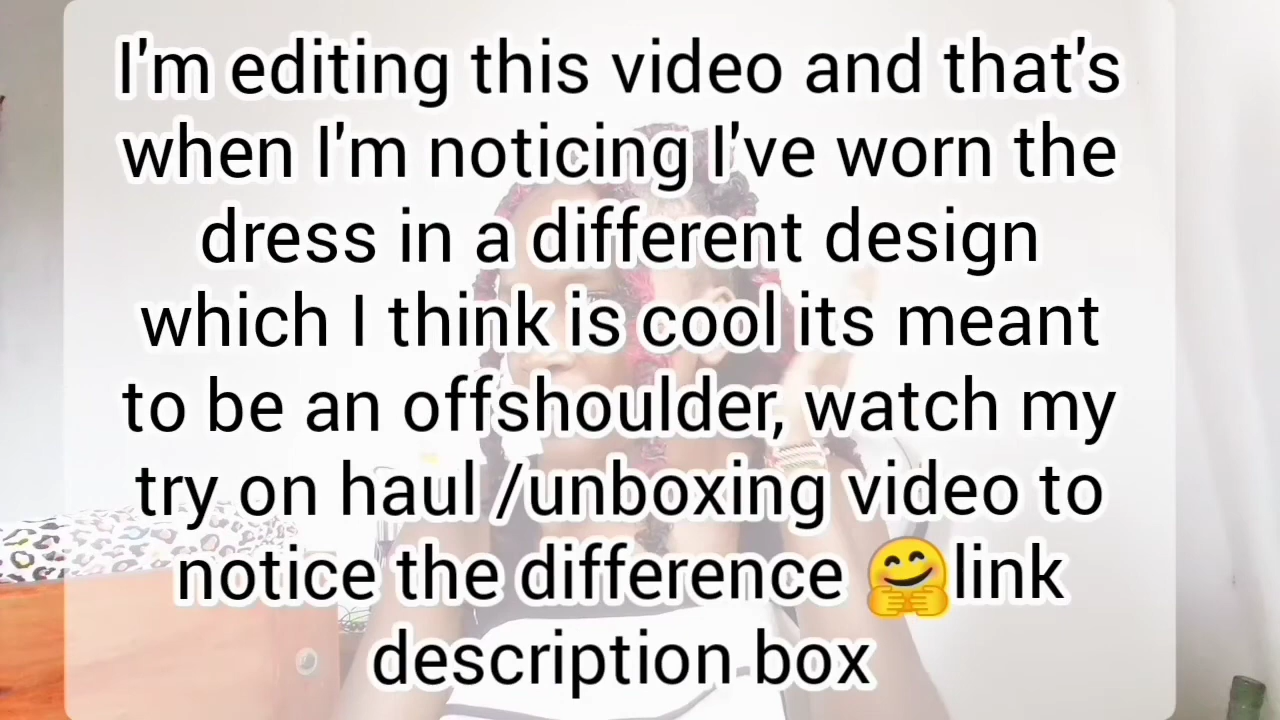 I'm editing this video and that's
when I'm noticing I've worn the
dress in a different design
which I think is cool its meant
to be an offshoulder, watch my
try on haul /unboxing video to
notice the difference 🤗link
description box